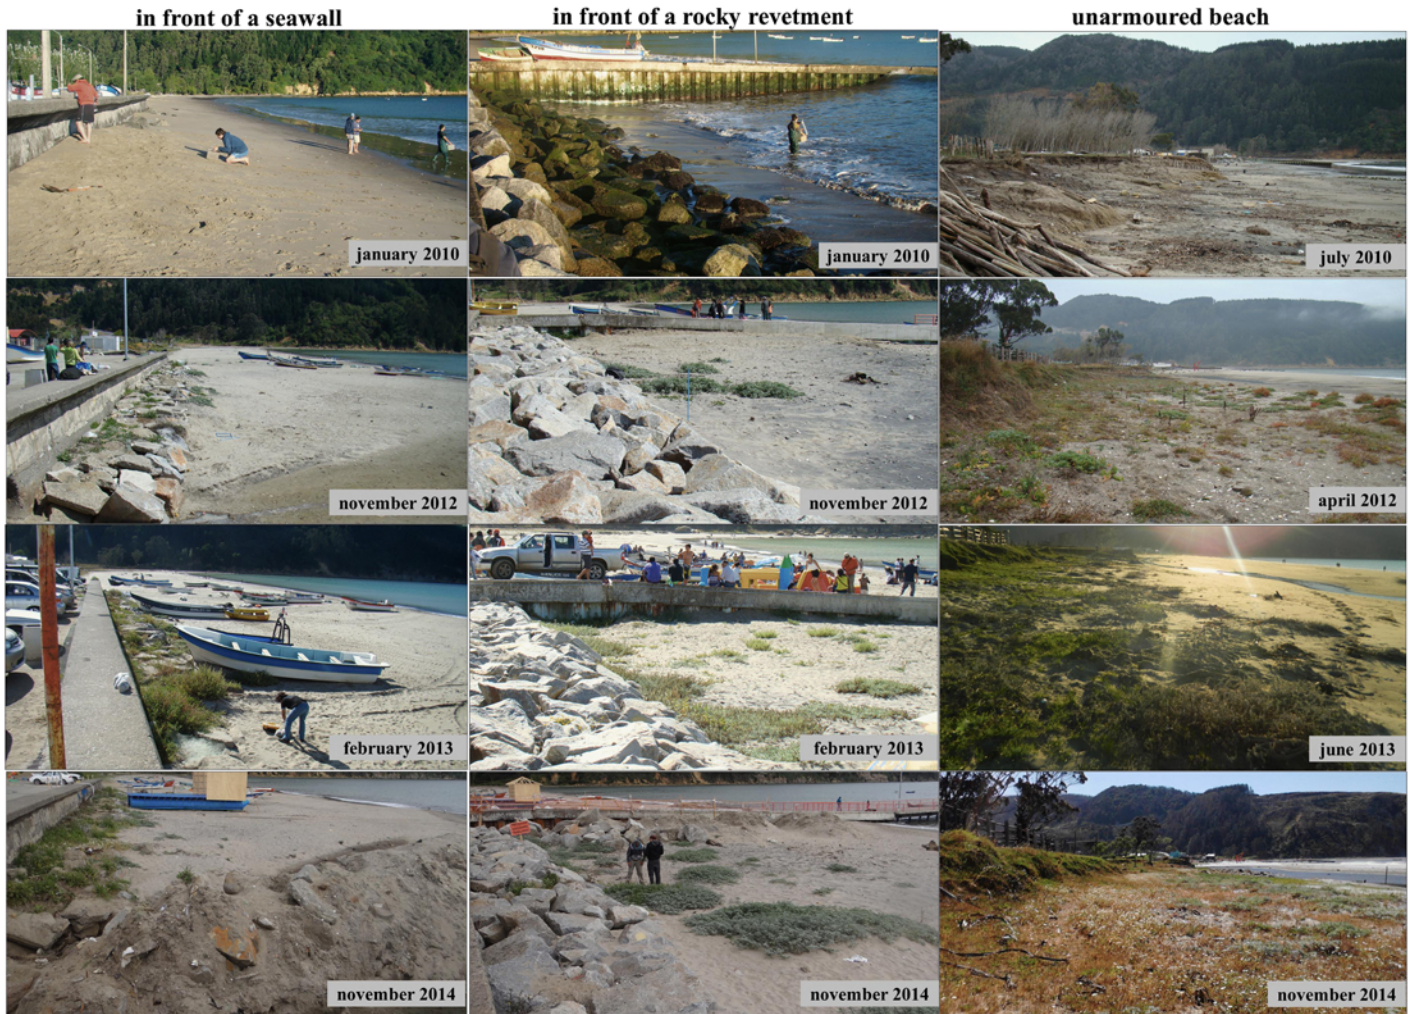 in front of a seawall
in front of a rocky revetment
unarmoured beach
january 2010
january 2010
july 2010
november 2012
november 2012
april 2012
february 2013
february 2013
june 2013
november 2014
november 2014
november 2014